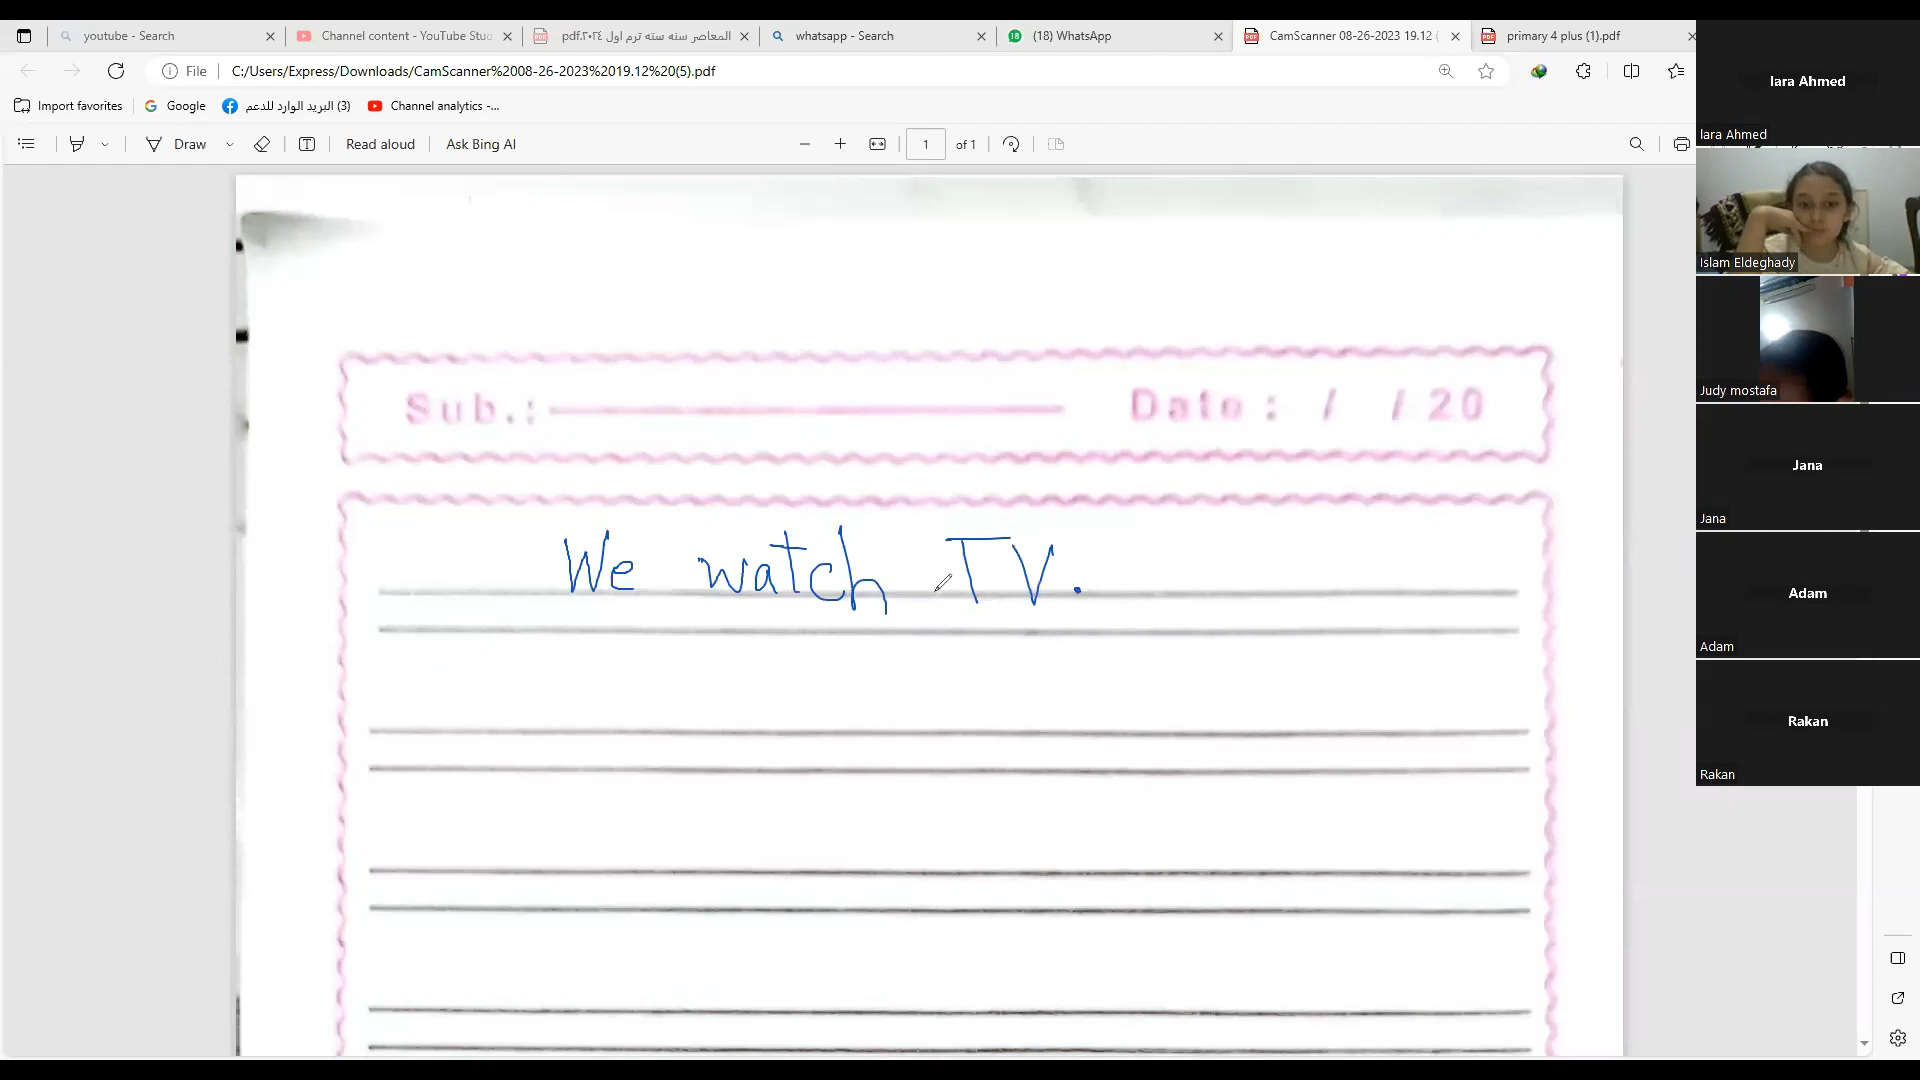 youtube - Search
Channel content - YouTube Stu
المعاصر سنه سته ترم اول ٢٠٢٤.pdf
whatsapp - Search
(18) WhatsApp
CamScanner 08-26-2023 19.12 (
primary 4 plus (1).pdf
File
C:/Users/Express/Downloads/CamScanner%2008-26-2023%2019.12%20(5).pdf
Import favorites
Google
(3) البريد الوارد للدعم
Channel analytics -...
Draw
Read aloud
Ask Bing AI
1
of 1
Sub.:
Date : / / 20
We watch TV.
lara Ahmed
lara Ahmed
Islam Eldeghady
Judy mostafa
Jana
Jana
Adam
Adam
Rakan
Rakan